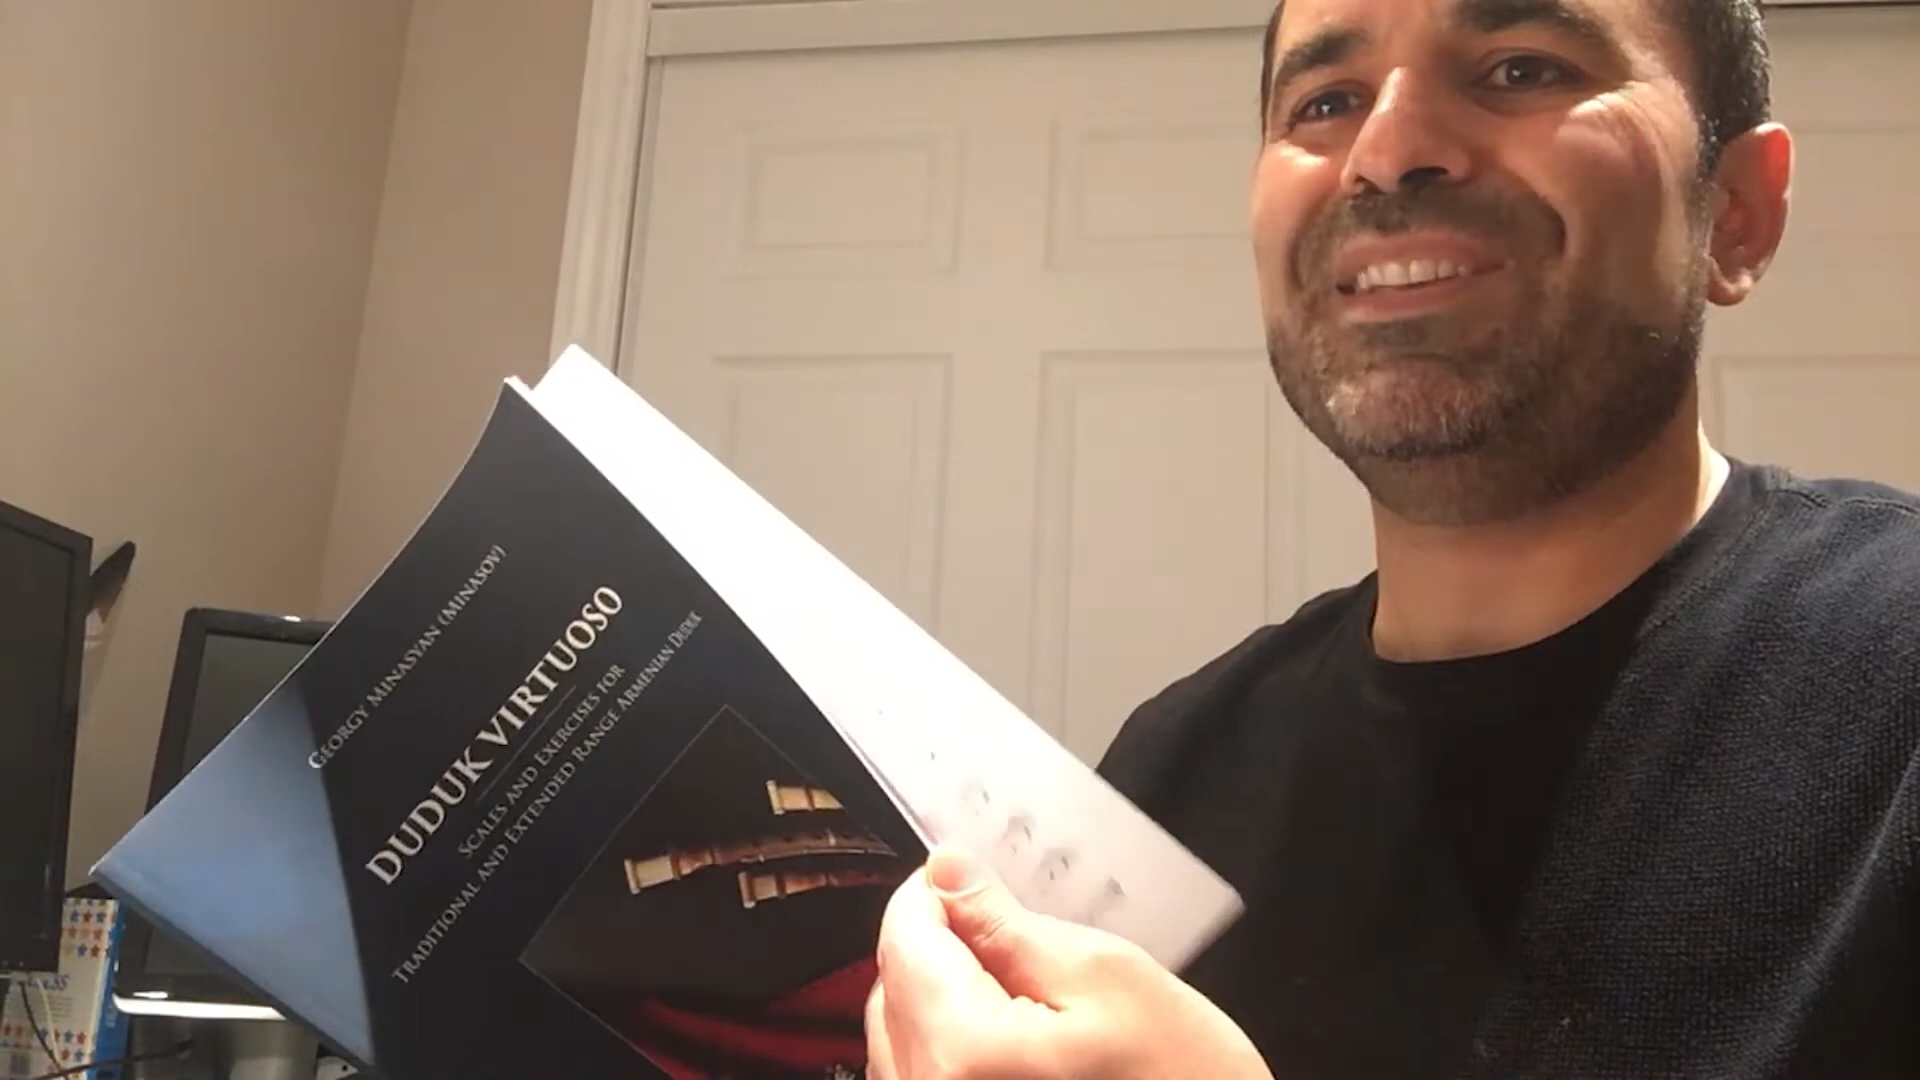 GEORGY MINASYAN (MINASOV)
DUDUK VIRTUOSO
SCALES AND EXERCISES FOR
TRADITIONAL AND EXTENDED RANGE ARMENIAN DUDUK